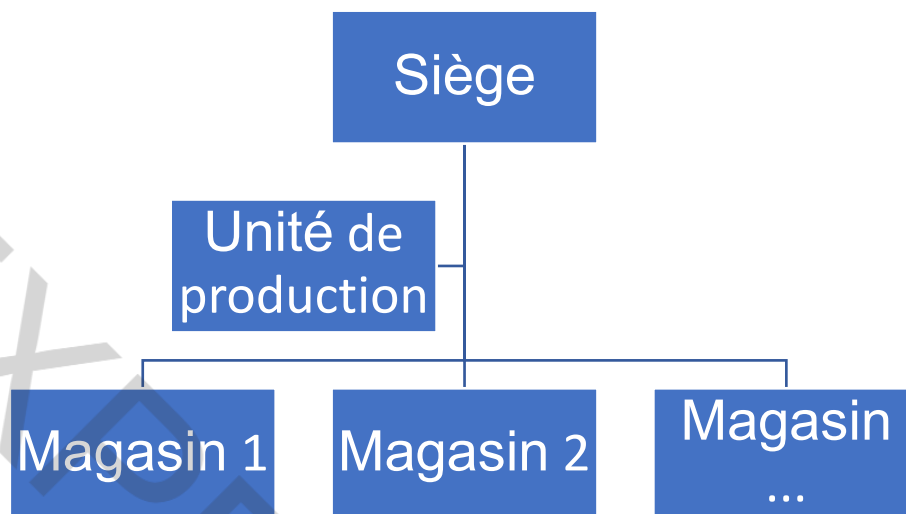 Siège
Unité de
production
Magasin 1
Magasin 2
Magasin
...